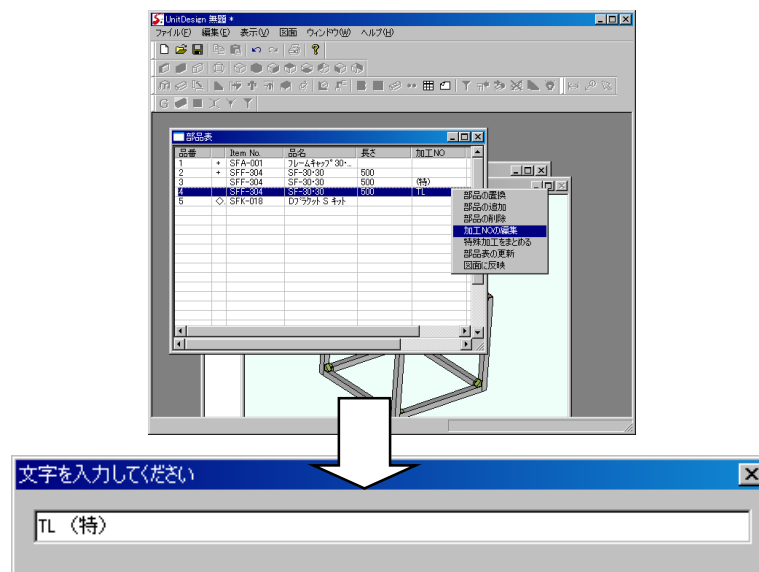 UnitDesign 無題 *
ファイル(F) 編集(E) 表示(V) 図面 ウィンドウ(W) ヘルプ(H)
部品表
品番 Item No. 品名 長さ 加工NO
1 + SFA-001 フレームキャップ30・..
2 + SFF-304 SF-30・30 500
3 SFF-304 SF-30・30 500 (特)
4 SFF-304 SF-30・30 500 TL
5 ◇. SFK-018 Dブラケット S キット
部品の置換
部品の追加
部品の削除
加工NOの編集
特殊加工をまとめる
部品表の更新
図面に反映
文字を入力してください
TL (特)